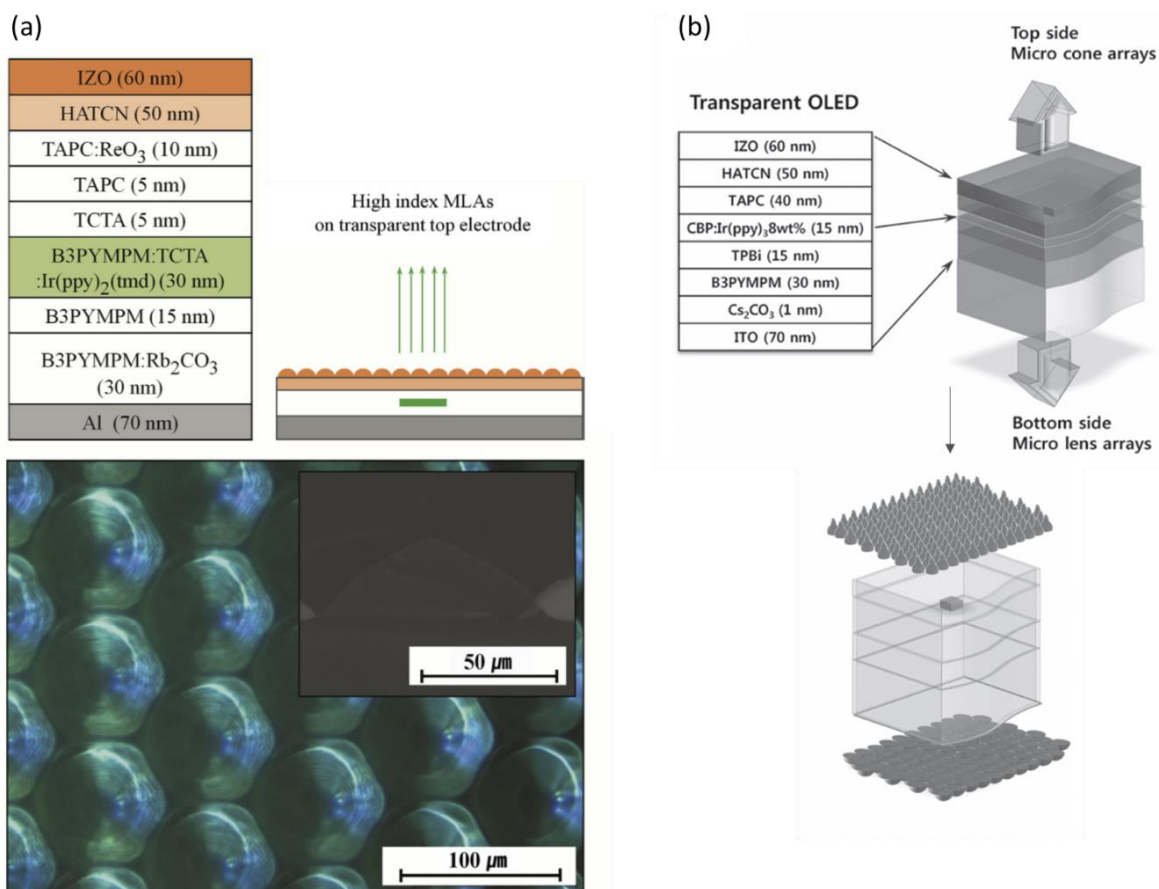 (a)
IZO (60 nm)
HATCN (50 nm)
TAPC:ReO₃ (10 nm)
TAPC (5 nm)
TCTA (5 nm)
B3PYMPM:TCTA
:Ir(ppy)₂(tmd) (30 nm)
B3PYMPM (15 nm)
B3PYMPM:Rb₂CO₃
(30 nm)
Al (70 nm)
High index MLAs
on transparent top electrode
50 μm
100 μm
(b)
Top side
Micro cone arrays
Transparent OLED
IZO (60 nm)
HATCN (50 nm)
TAPC (40 nm)
CBP:Ir(ppy)₃8wt% (15 nm)
TPBi (15 nm)
B3PYMPM (30 nm)
Cs₂CO₃ (1 nm)
ITO (70 nm)
Bottom side
Micro lens arrays